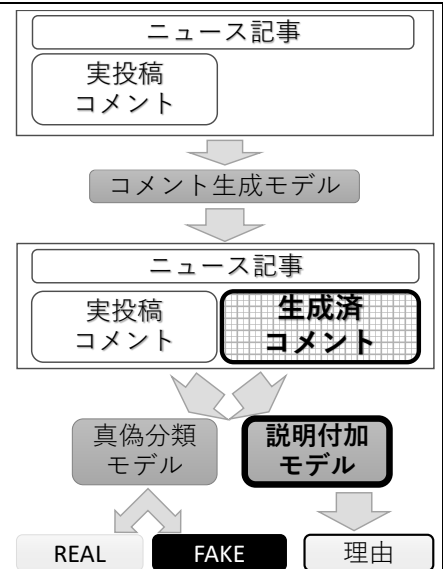 ニュース記事
実投稿
コメント
コメント生成モデル
ニュース記事
実投稿
コメント
生成済
コメント
真偽分類
モデル
説明付加
モデル
REAL
FAKE
理由